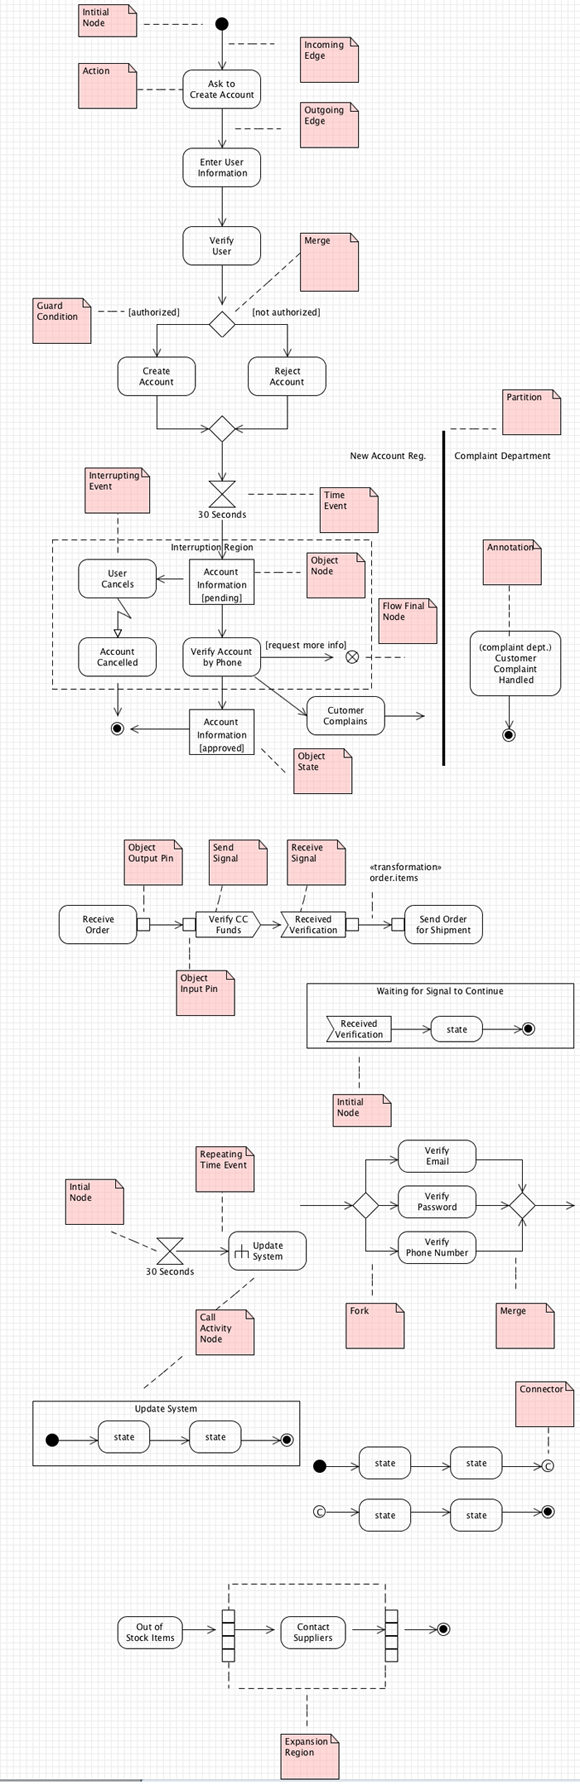 Intitial
Node
Incoming
Edge
Action
Ask to
Create Account
Outgoing
Edge
Enter User
Information
Verify
User
Merge
Guard
Condition
[authorized]
[not authorized]
Create
Account
Reject
Account
Partition
New Account Reg.
Complaint Department
Interrupting
Event
Time
Event
30 Seconds
Interruption Region
Annotation
User
Cancels
Account
Information
[pending]
Object
Node
Flow Final
Node
Account
Cancelled
Verify Account
by Phone
[request more info]
(complaint dept.)
Customer
Complaint
Handled
Cutomer
Complains
Account
Information
[approved]
Object
State
Object
Output Pin
Send
Signal
Receive
Signal
«transformation»
order.items
Receive
Order
Verify CC
Funds
Received
Verification
Send Order
for Shipment
Object
Input Pin
Waiting for Signal to Continue
Received
Verification
state
Intitial
Node
Repeating
Time Event
Verify
Email
Intial
Node
Verify
Password
Update
System
30 Seconds
Verify
Phone Number
Call
Activity
Node
Fork
Merge
Connector
Update System
state
state
state
state
C
C
state
state
Out of
Stock Items
Contact
Suppliers
Expansion
Region